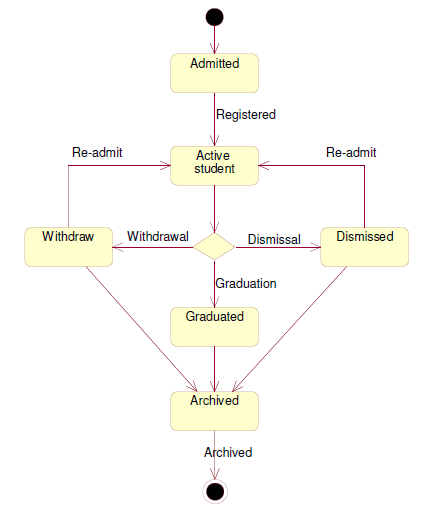 Admitted
Registered
Re-admit
Active
student
Re-admit
Withdraw
Withdrawal
Dismissal
Dismissed
Graduation
Graduated
Archived
Archived